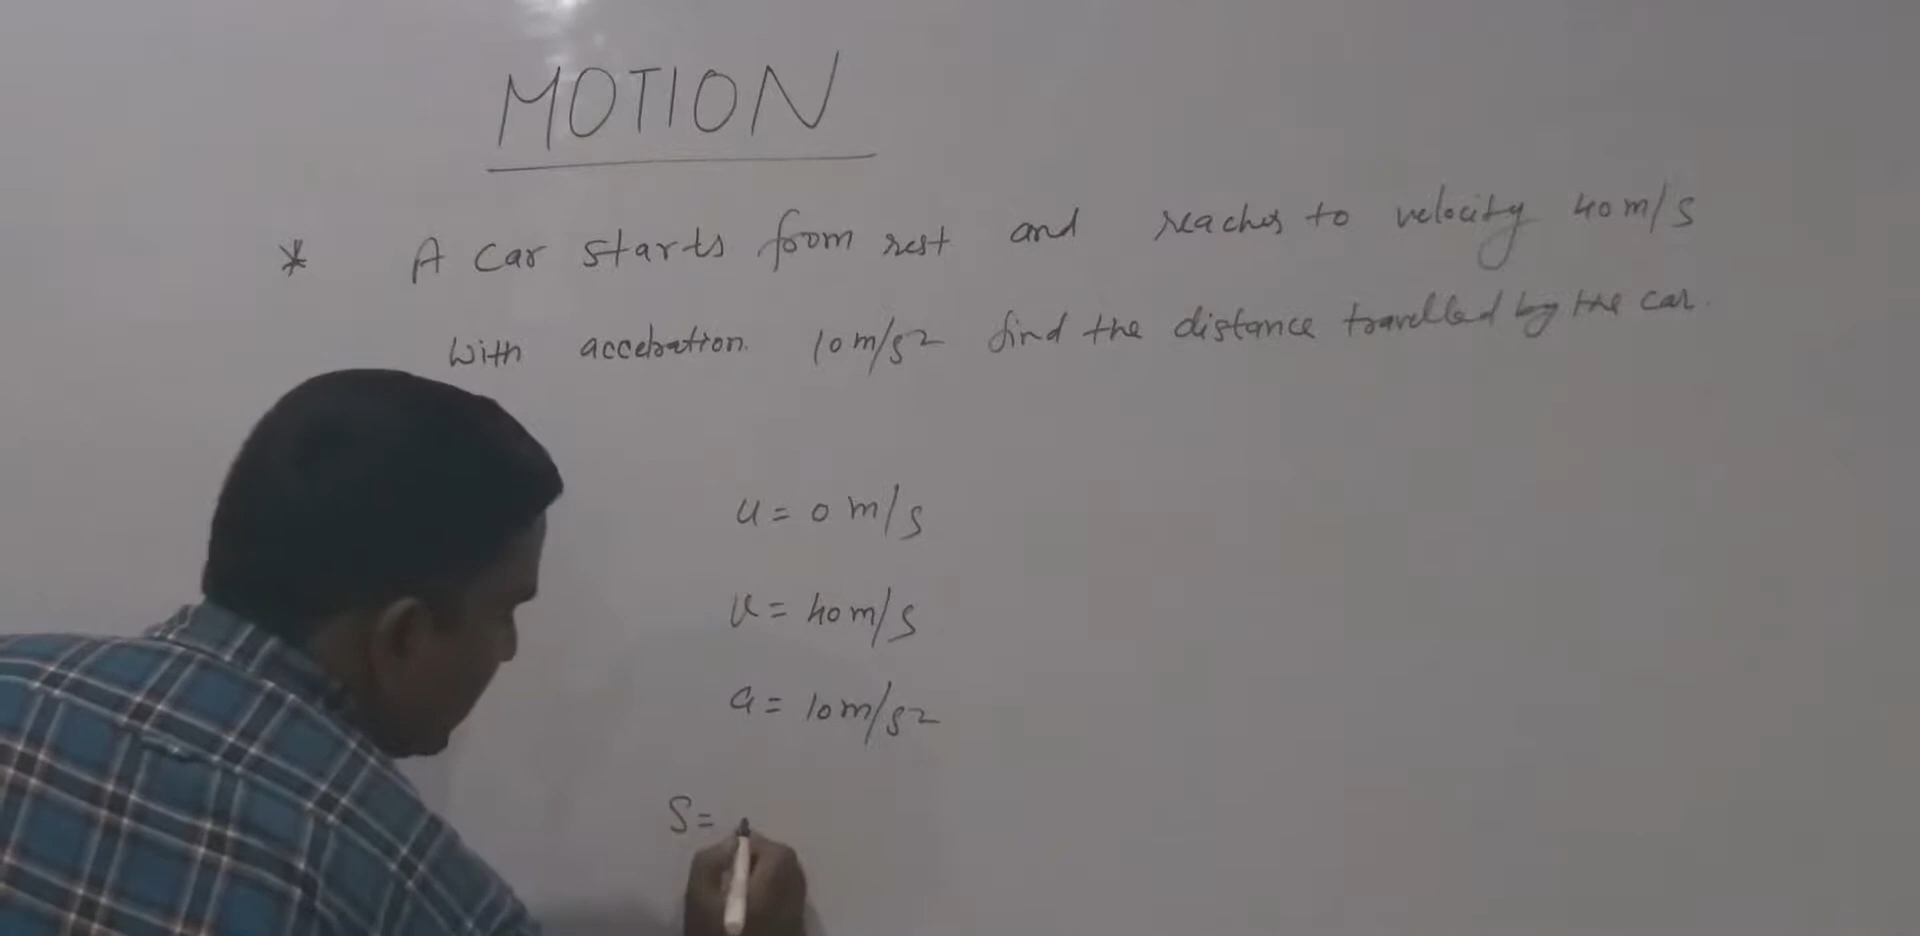 MOTION
* A car starts from rest and reaches to velocity 40 m/s
with acceleration 10 m/s² find the distance travelled by the car.
u = 0 m/s
v = 40 m/s
a = 10 m/s²
S =